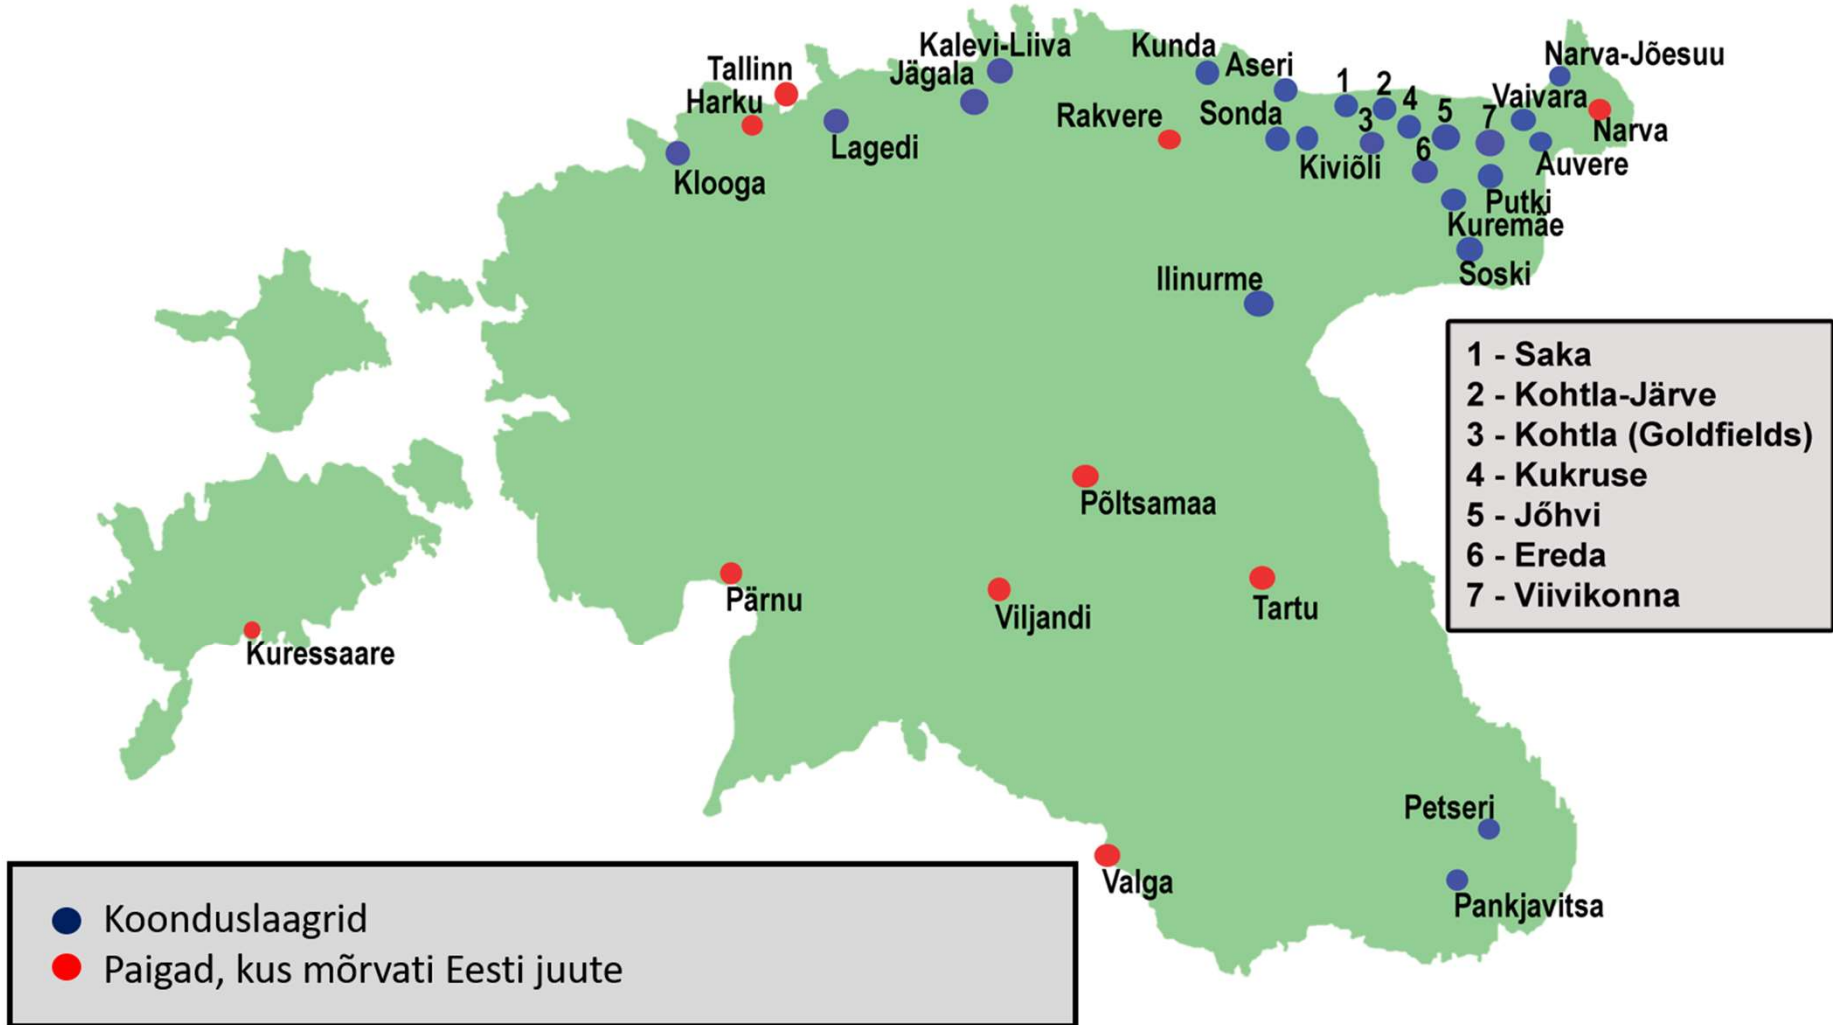 Kalevi-Liiva
Kunda
Narva-Jõesuu
Tallinn
Jägala
Aseri
1
2
Vaivara
Harku
Rakvere
Sonda
3
4
5
7
Narva
Lagedi
6
Auvere
Klooga
Kiviõli
Putki
Kuremäe
Ilinurme
Soski
1 - Saka
2 - Kohtla-Järve
3 - Kohtla (Goldfields)
4 - Kukruse
5 - Jőhvi
6 - Ereda
7 - Viivikonna
Põltsamaa
Pärnu
Viljandi
Tartu
Kuressaare
Petseri
Valga
Pankjavitsa
Koonduslaagrid
Paigad, kus mõrvati Eesti juute